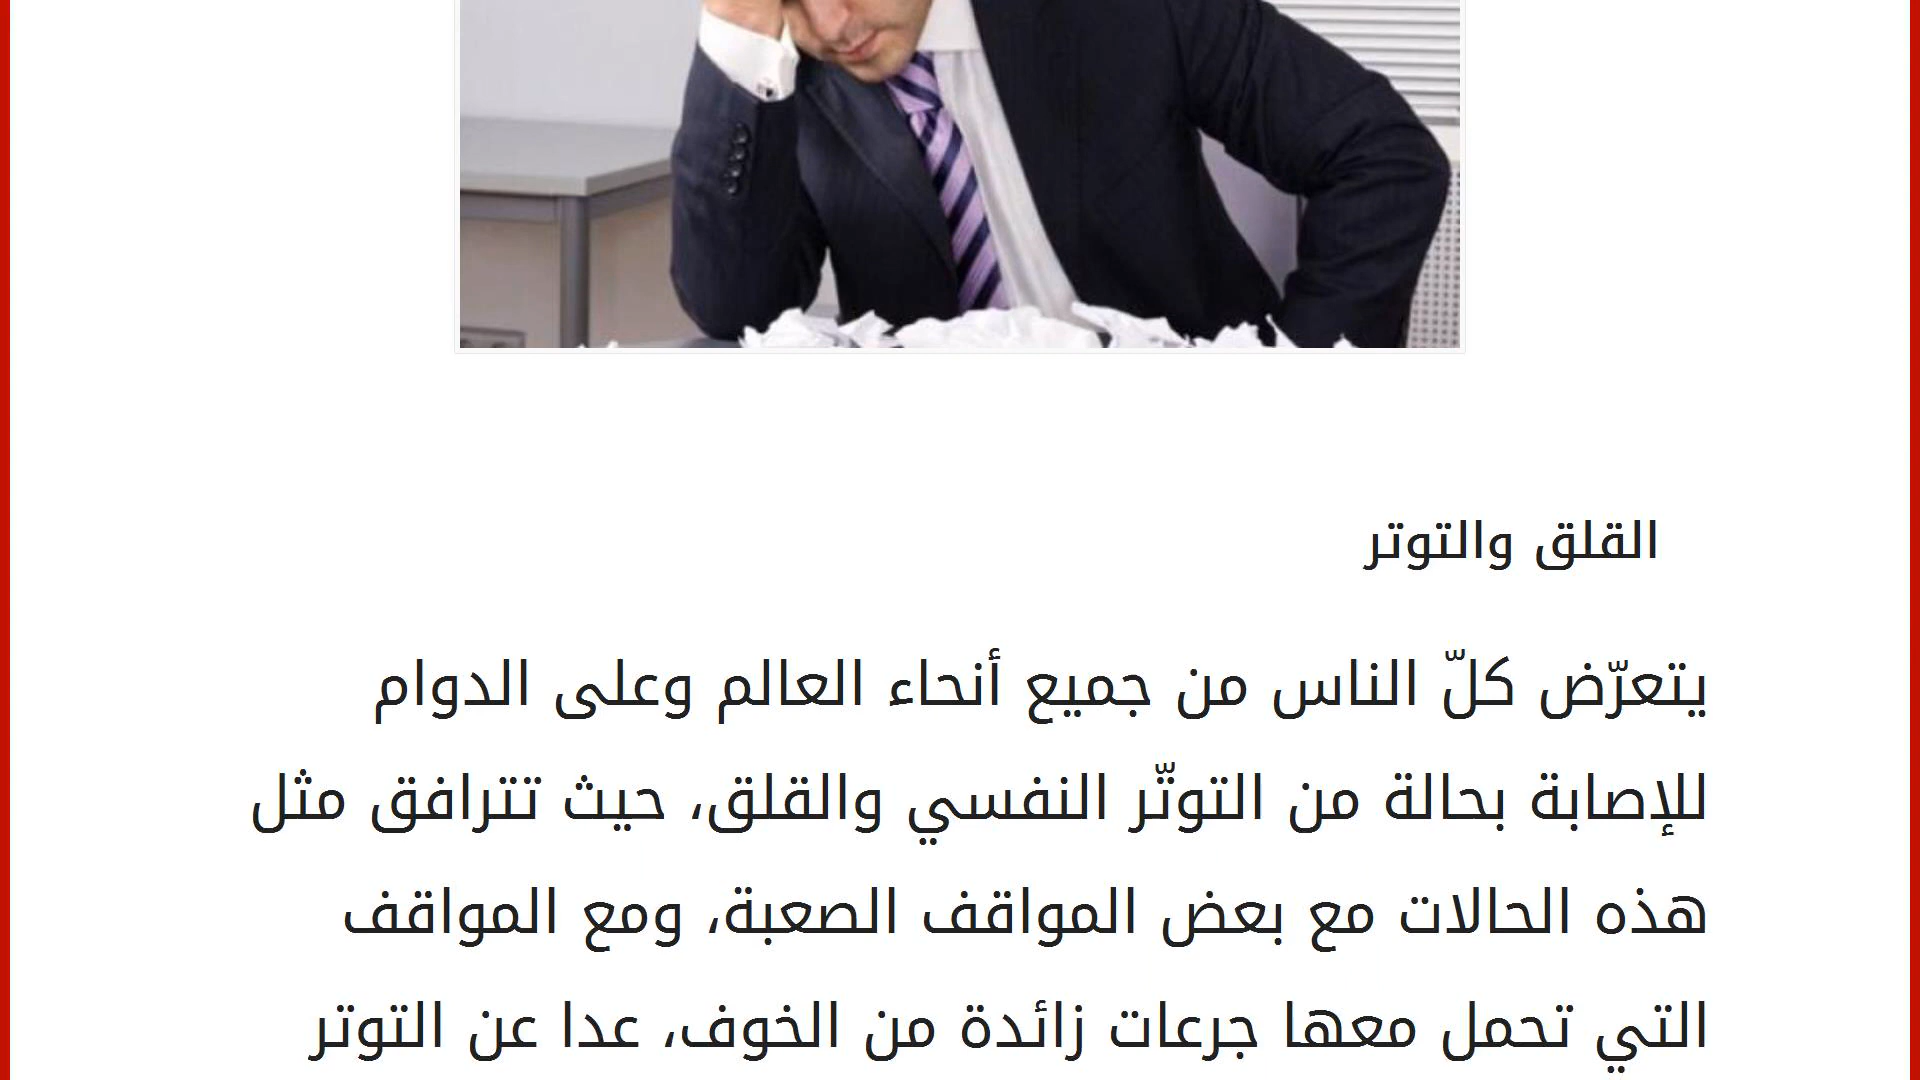 القلق والتوتر
يتعرّض كلّ الناس من جميع أنحاء العالم وعلى الدوام
للإصابة بحالة من التوتّر النفسي والقلق، حيث تترافق مثل
هذه الحالات مع بعض المواقف الصعبة، ومع المواقف
التي تحمل معها جرعات زائدة من الخوف، عدا عن التوتر